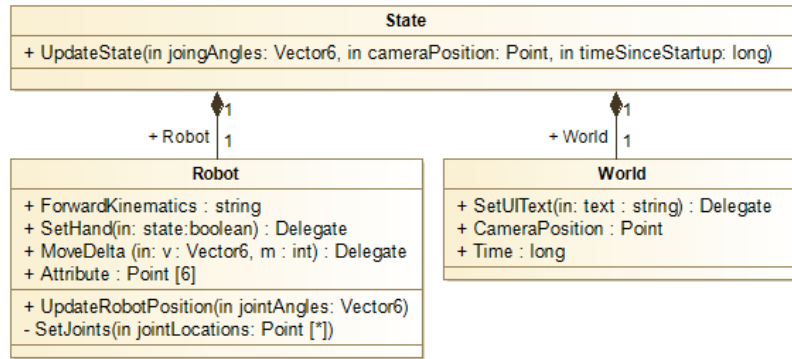 State
+ UpdateState(in joingAngles: Vector6, in cameraPosition: Point, in timeSinceStartup: long)
1
1
+ Robot
1
+ World
1
Robot
+ ForwardKinematics : string
+ SetHand(in: state:boolean) : Delegate
+ MoveDelta (in: v : Vector6, m : int) : Delegate
+ Attribute : Point [6]
+ UpdateRobotPosition(in jointAngles: Vector6)
- SetJoints(in jointLocations: Point [*])
World
+ SetUIText(in: text : string) : Delegate
+ CameraPosition : Point
+ Time : long